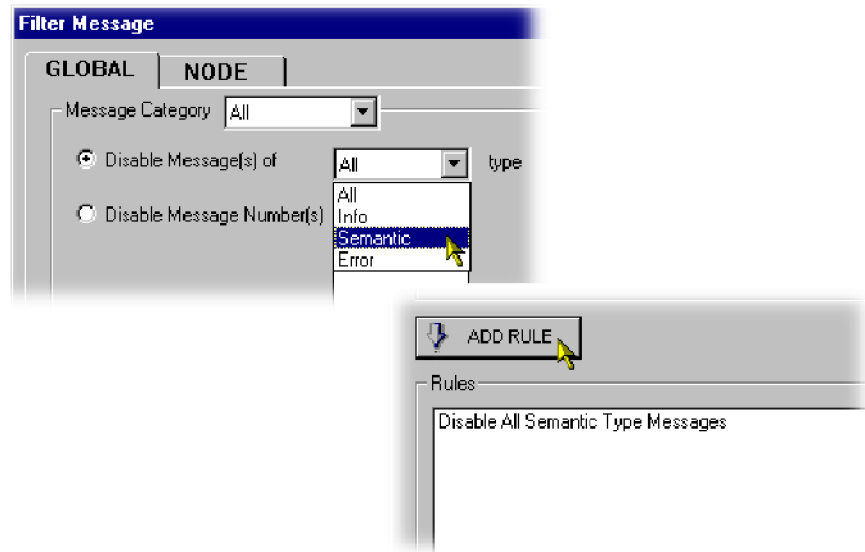 Filter Message
GLOBAL NODE
Message Category All
Disable Message(s) of All type
All
Disable Message Number(s) Info
Semantic
Error
ADD RULE
Rules
Disable All Semantic Type Messages